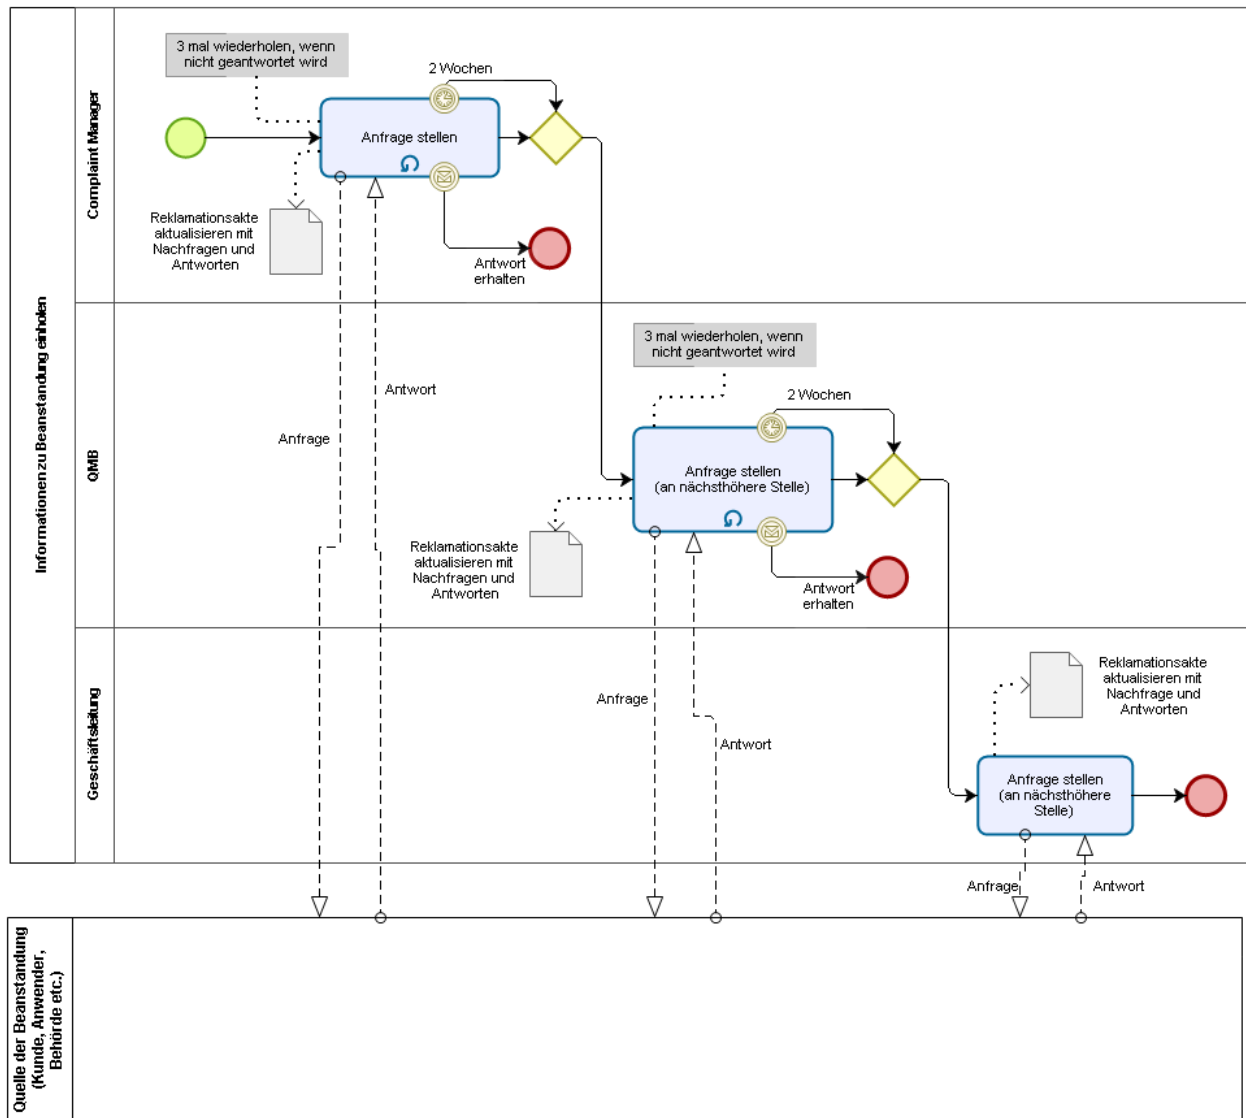 Informationen zu Beanstandung einholen
Complaint Manager
3 mal wiederholen, wenn
nicht geantwortet wird
2 Wochen
Anfrage stellen
Reklamationsakte
aktualisieren mit
Nachfragen und
Antworten
Antwort
erhalten
QMB
3 mal wiederholen, wenn
nicht geantwortet wird
2 Wochen
Antwort
Anfrage
Anfrage stellen
(an nächsthöhere Stelle)
Reklamationsakte
aktualisieren mit
Nachfragen und
Antworten
Antwort
erhalten
Geschäftsleitung
Reklamationsakte
aktualisieren mit
Nachfrage und
Antworten
Anfrage
Antwort
Anfrage stellen
(an nächsthöhere
Stelle)
Anfrage
Antwort
Quelle der Beanstandung
(Kunde, Anwender,
Behörde etc.)